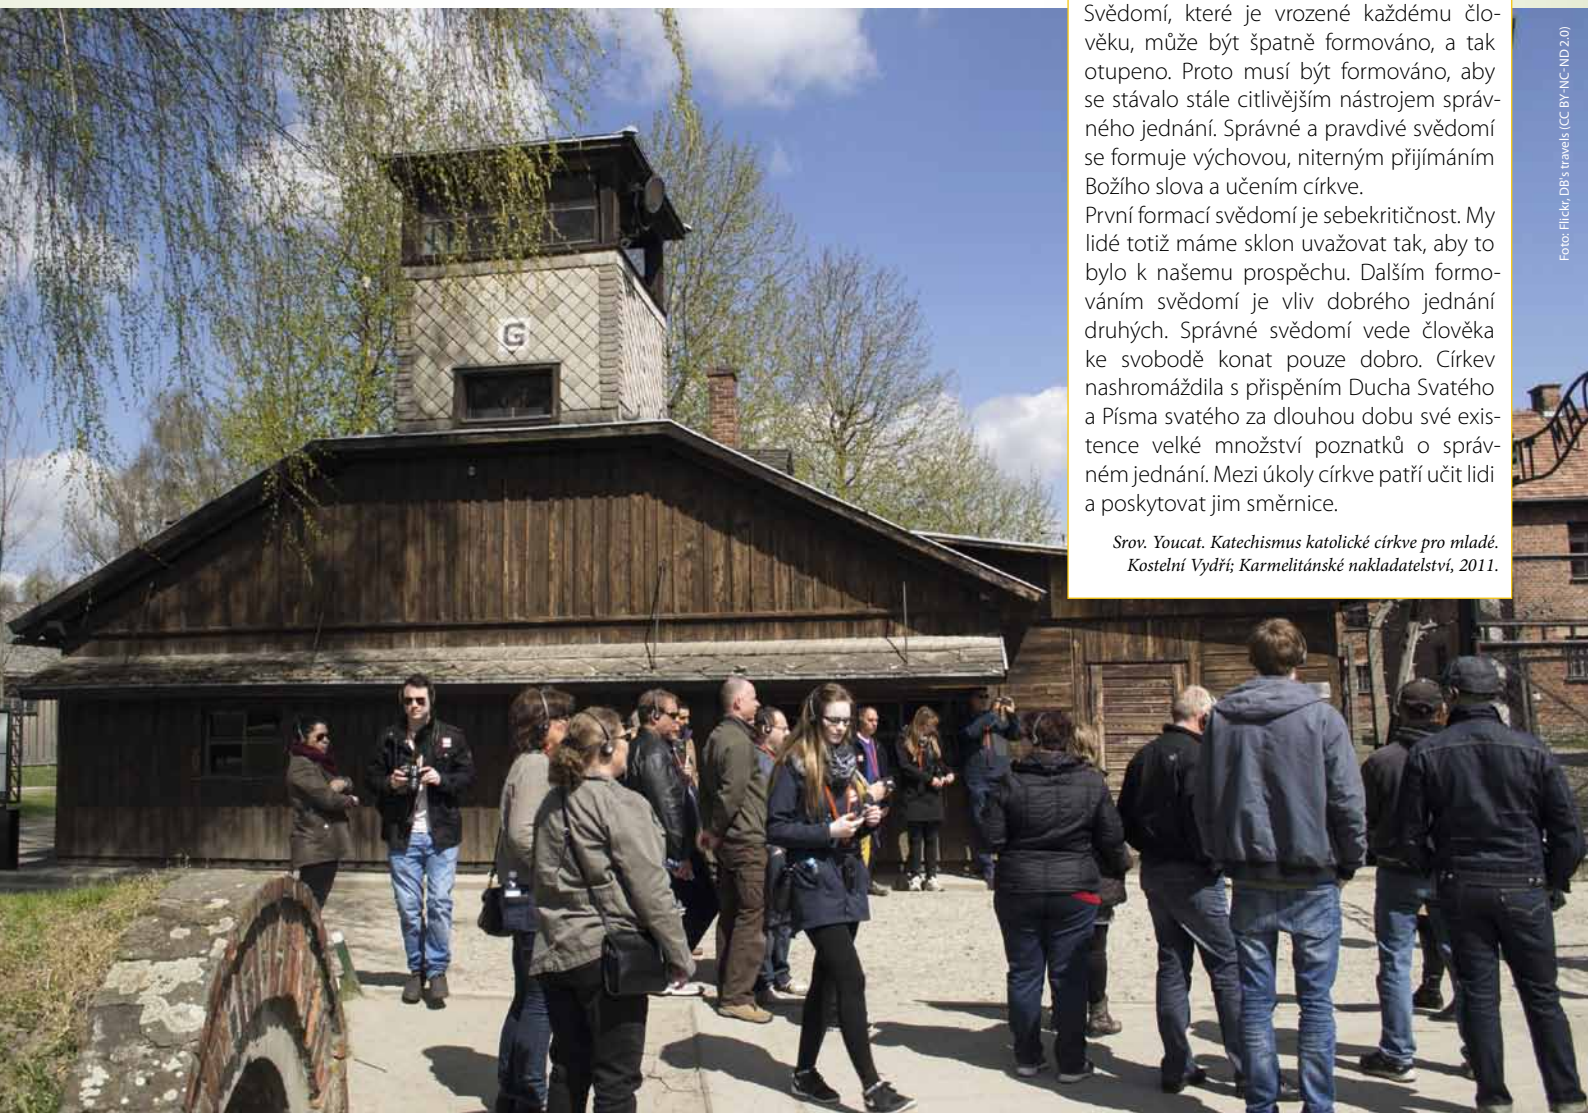 Svědomí, které je vrozené každému člo-
věku, může být špatně formováno, a tak
otupeno. Proto musí být formováno, aby
se stávalo stále citlivějším nástrojem správ-
ného jednání. Správné a pravdivé svědomí
se formuje výchovou, niterným přijímáním
Božího slova a učením církve.
První formací svědomí je sebekritičnost. My
lidé totiž máme sklon uvažovat tak, aby to
bylo k našemu prospěchu. Dalším formo-
váním svědomí je vliv dobrého jednání
druhých. Správné svědomí vede člověka
ke svobodě konat pouze dobro. Církev
nashromáždila s přispěním Ducha Svatého
a Písma svatého za dlouhou dobu své exis-
tence velké množství poznatků o správ-
ném jednání. Mezi úkoly církve patří učit lidi
a poskytovat jim směrnice.
Srov. Youcat. Katechismus katolické církve pro mladé.
Kostelní Vydří; Karmelitánské nakladatelství, 2011.
Foto: Flickr, DB's travels (CC BY-NC-ND 2.0)
G